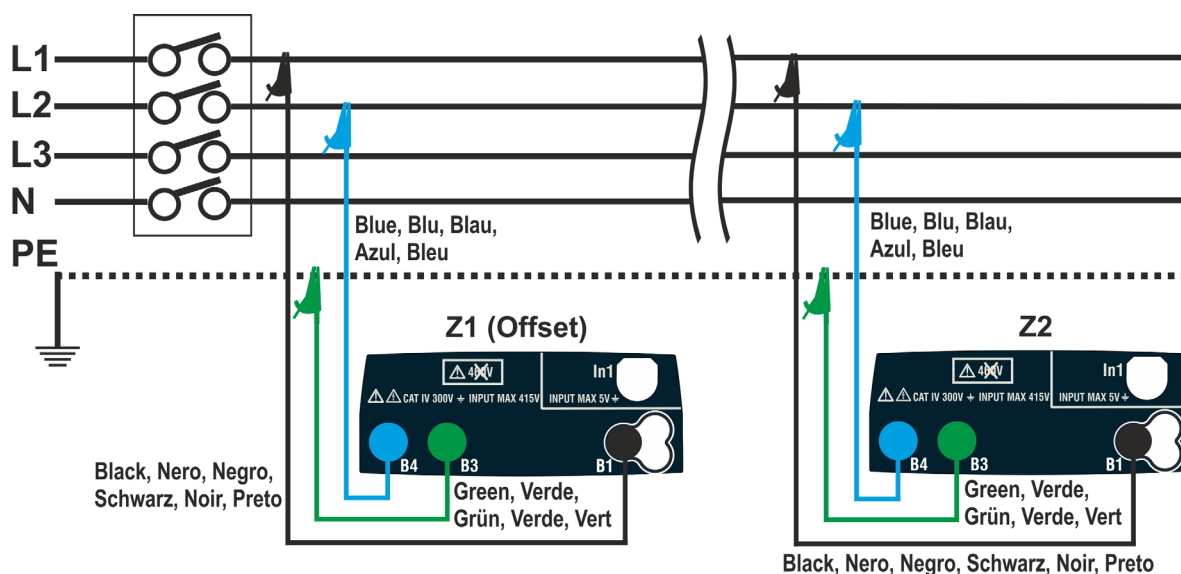 L1
L2
L3
N
PE
Blue, Blu, Blau,
Azul, Bleu
Blue, Blu, Blau,
Azul, Bleu
Z1 (Offset)
460V
In1
CAT IV 300V INPUT MAX 415V
INPUT MAX 5V
B4
B3
B1
Black, Nero, Negro,
Schwarz, Noir, Preto
Green, Verde,
Grün, Verde, Vert
Z2
460V
In1
CAT IV 300V INPUT MAX 415V
INPUT MAX 5V
B4
B3
B1
Green, Verde,
Grün, Verde, Vert
Black, Nero, Negro, Schwarz, Noir, Preto